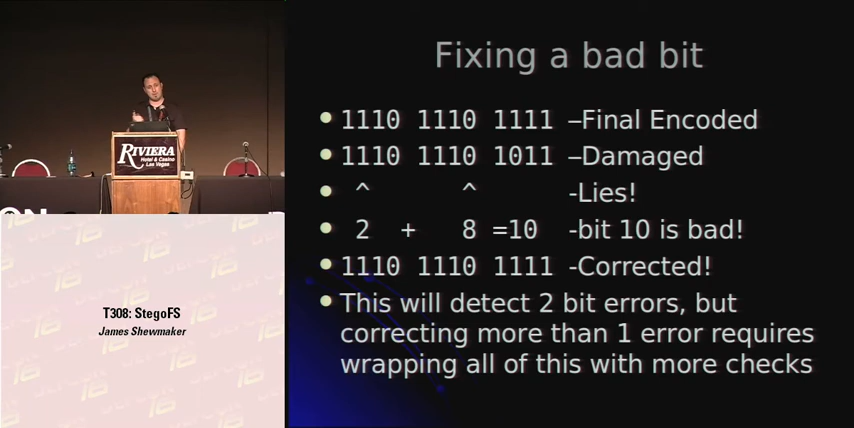 Fixing a bad bit
1110 1110 1111 –Final Encoded
1110 1110 1011 –Damaged
^ ^ -Lies!
2 + 8 =10 -bit 10 is bad!
1110 1110 1111 -Corrected!
This will detect 2 bit errors, but
correcting more than 1 error requires
wrapping all of this with more checks
RIVIERA
Hotel & Casino
Las Vegas
T308: StegoFS
James Shewmaker